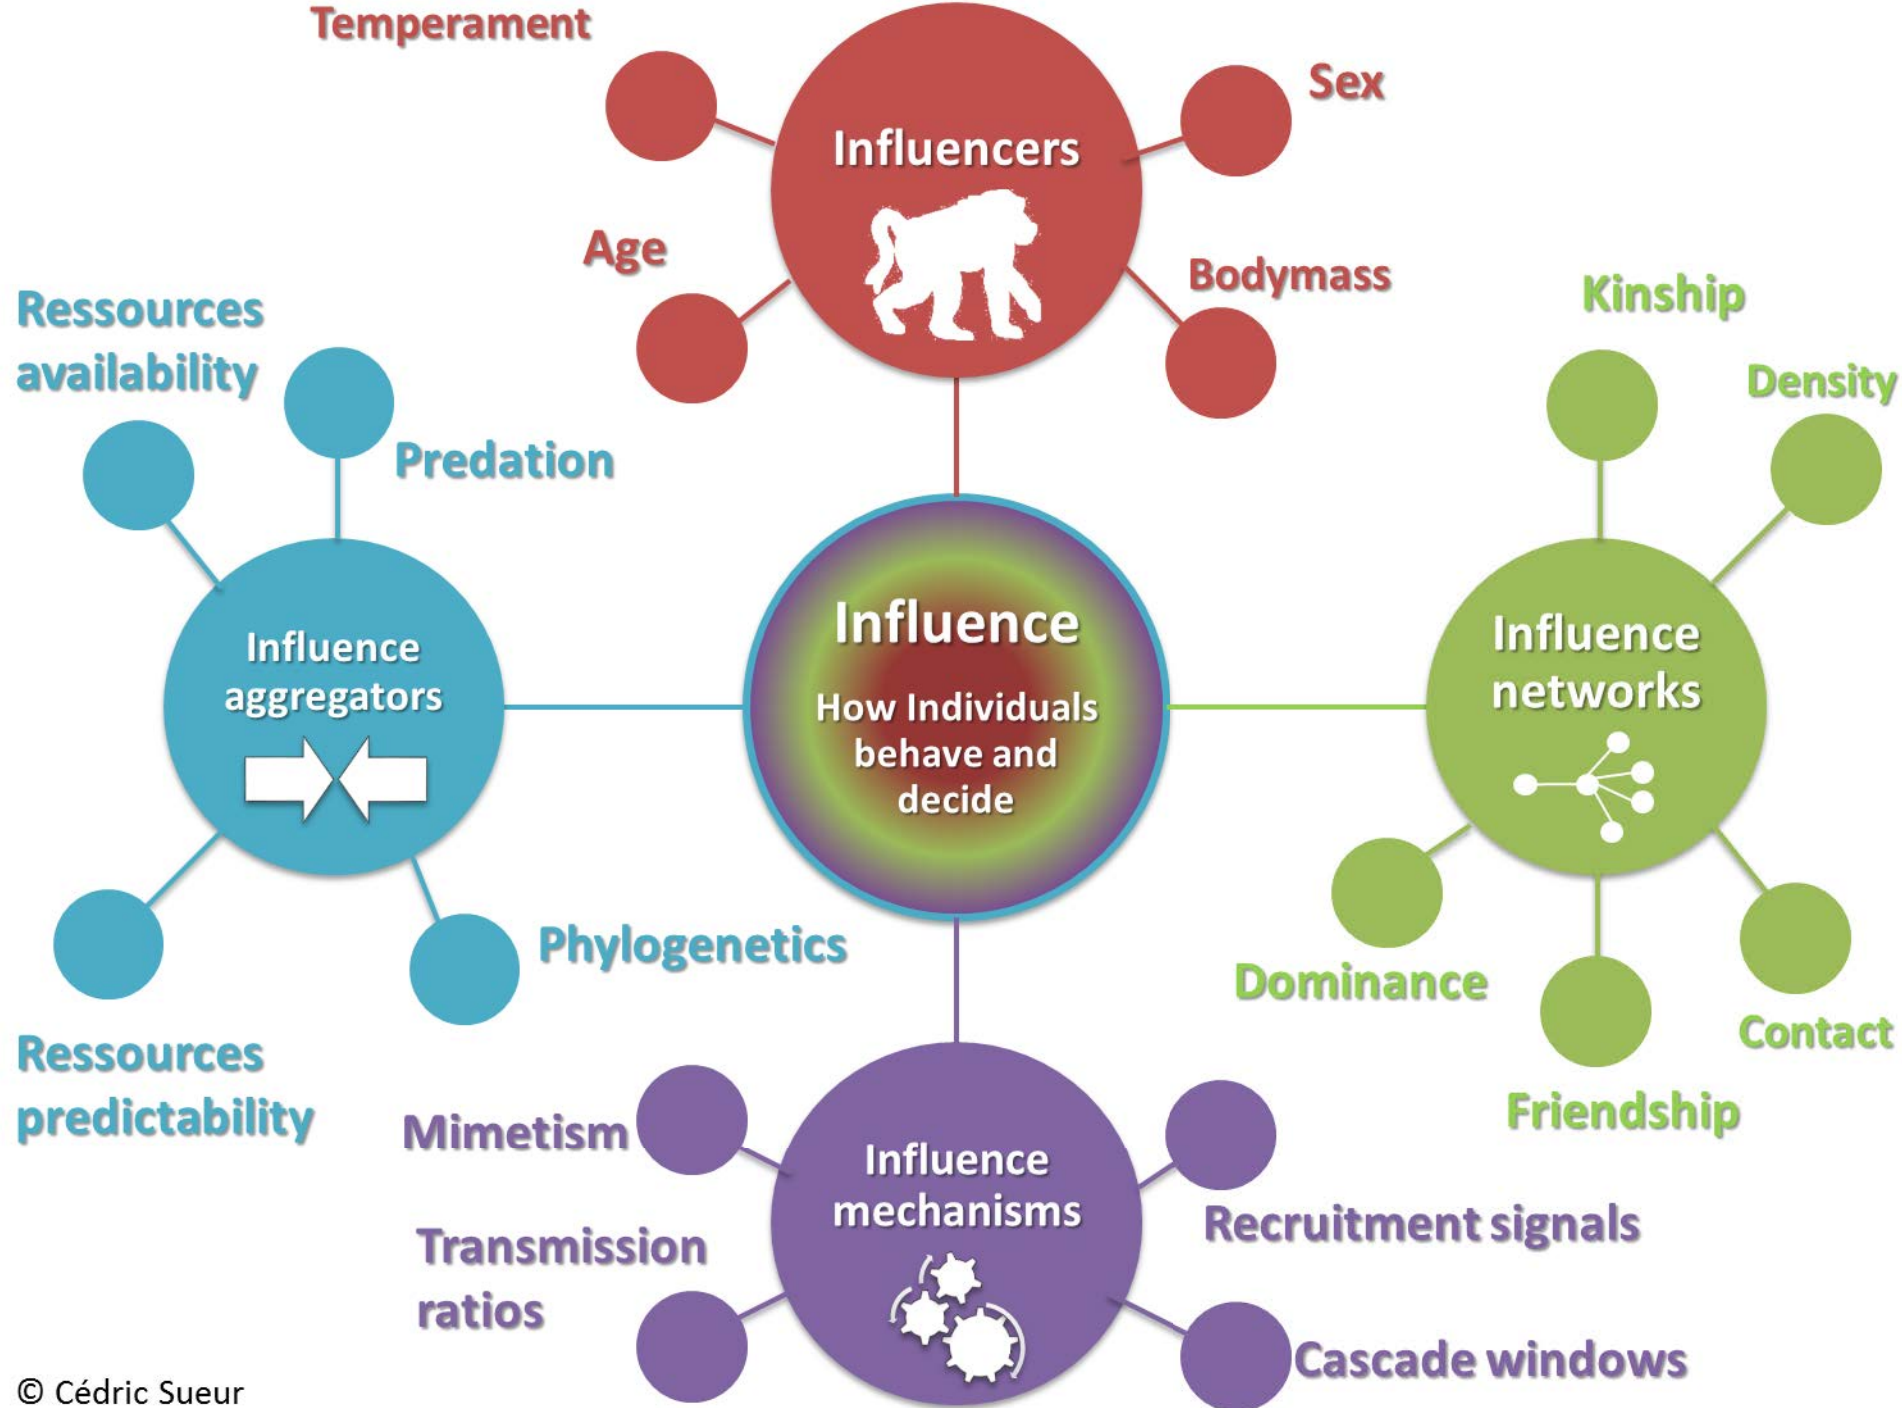 Temperament
Sex
Influencers
Age
Bodymass
Ressources
availability
Predation
Kinship
Density
Influence
aggregators
Influence
How Individuals
behave and
decide
Influence
networks
Phylogenetics
Ressources
predictability
Dominance
Contact
Friendship
Mimetism
Influence
mechanisms
Transmission
ratios
Recruitment signals
Cascade windows
© Cédric Sueur